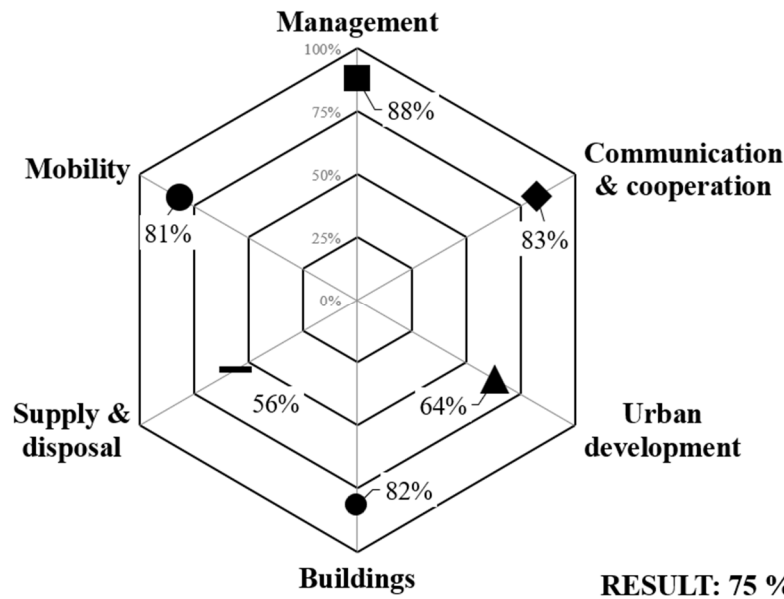 Management
100%
88%
75%
Mobility
Communication
& cooperation
50%
81%
83%
25%
0%
56%
64%
Supply &
disposal
Urban
development
82%
Buildings
RESULT: 75 %